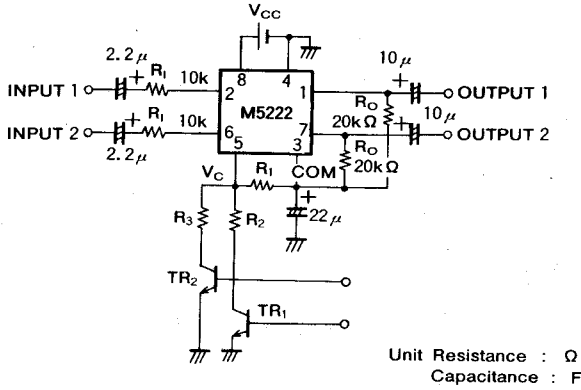 VCC
2.2μ
R1
10k
INPUT 1
8
4
2
M5222
1
10μ
OUTPUT 1
RO
10μ
20kΩ
INPUT 2
R1
10k
2.2μ
6
7
OUTPUT 2
5
3
RO
20kΩ
COM
VC
R1
22μ
R3
R2
TR2
TR1
Unit Resistance : Ω
Capacitance : F